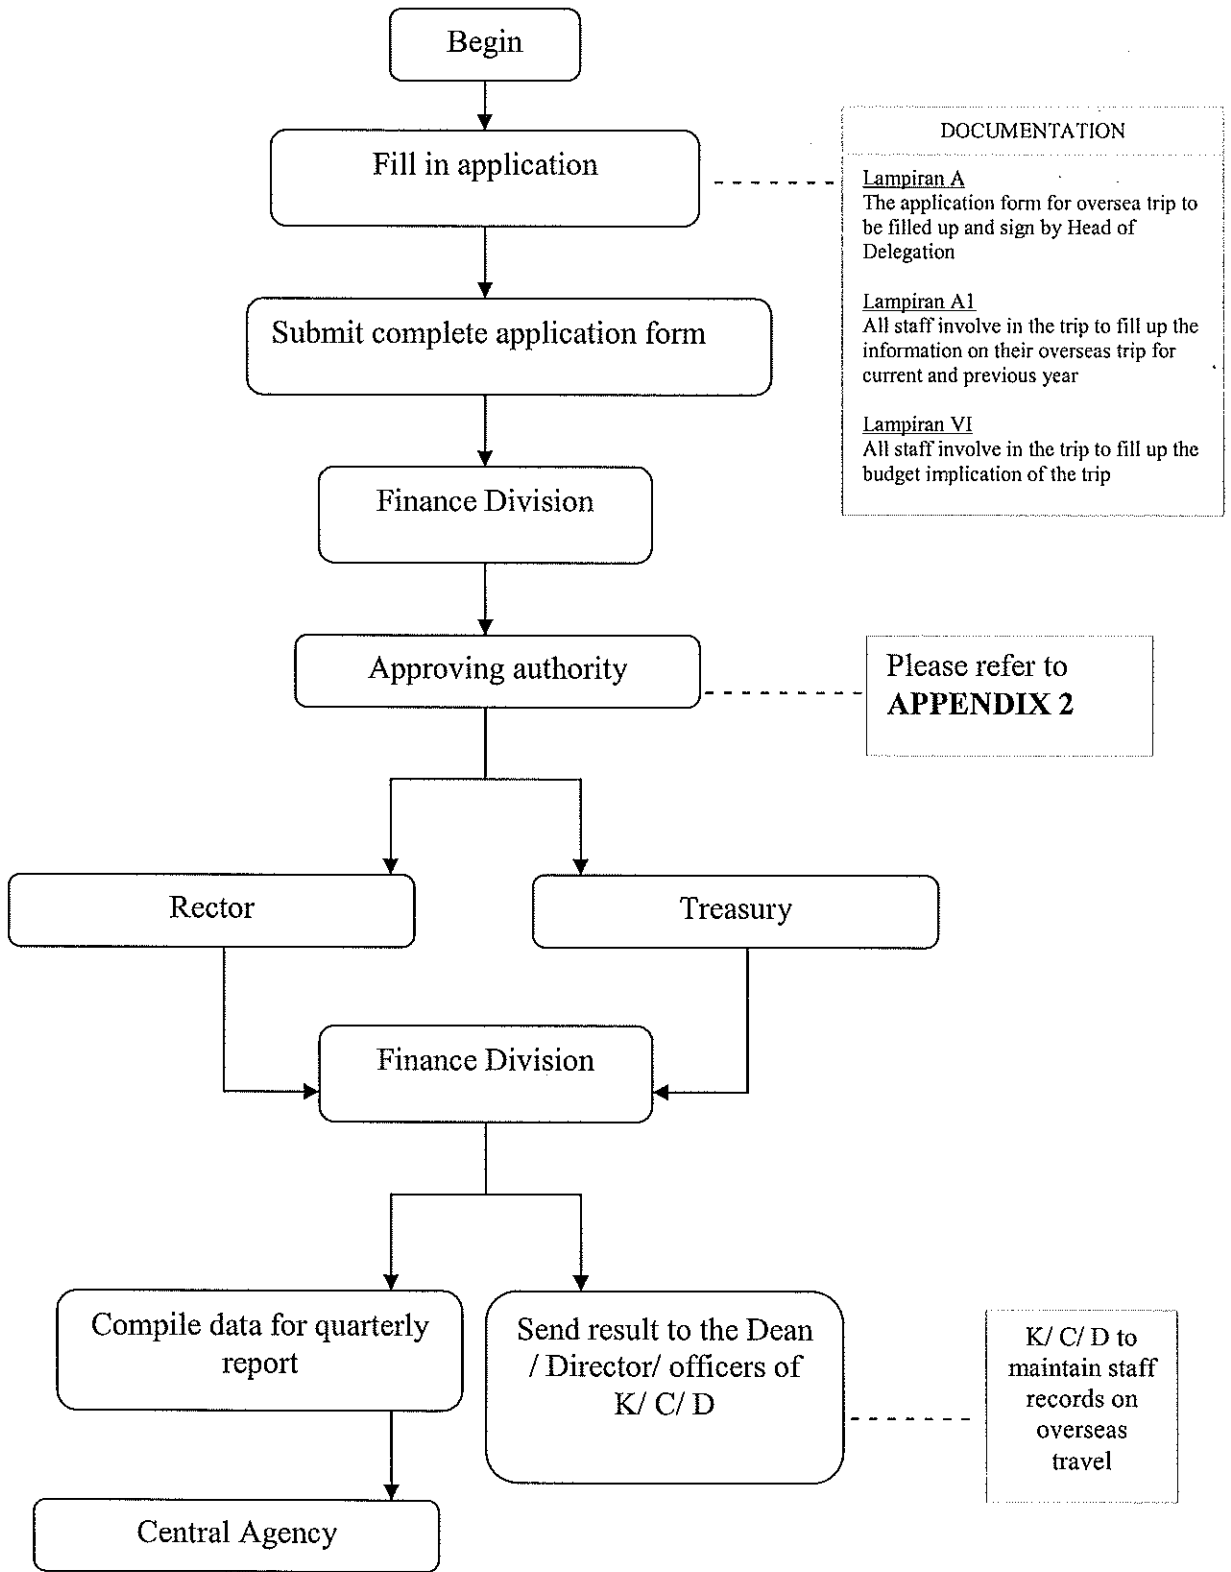 Begin
Fill in application
DOCUMENTATION
Lampiran A
The application form for oversea trip to
be filled up and sign by Head of
Delegation
Lampiran A1
All staff involve in the trip to fill up the
information on their overseas trip for
current and previous year
Lampiran VI
All staff involve in the trip to fill up the
budget implication of the trip
Submit complete application form
Finance Division
Approving authority
Please refer to
APPENDIX 2
Rector
Treasury
Finance Division
Compile data for quarterly
report
Send result to the Dean
/ Director/ officers of
K/ C/ D
K/ C/ D to
maintain staff
records on
overseas
travel
Central Agency